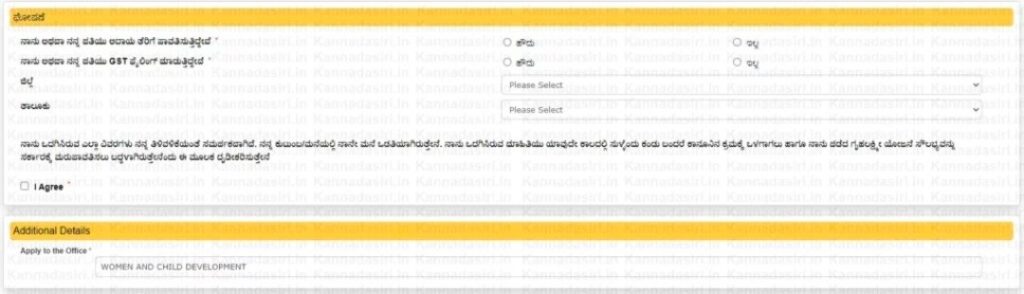 ಘೋಷಣೆ
ನಾನು ಅಥವಾ ನನ್ನ ಪತಿಯು ಆದಾಯ ತೆರಿಗೆ ಪಾವತಿಸುತ್ತಿದ್ದೇವೆ * ಹೌದು ಇಲ್ಲ
ನಾನು ಅಥವಾ ನನ್ನ ಪತಿಯು GST ಫೈಲಿಂಗ್ ಮಾಡುತ್ತಿದ್ದೇವೆ * ಹೌದು ಇಲ್ಲ
ಜಿಲ್ಲೆ Please Select
ತಾಲೂಕು Please Select
ನಾನು ಒದಗಿಸಿರುವ ಎಲ್ಲಾ ವಿವರಗಳು ನನ್ನ ತಿಳಿವಳಿಕೆಯಂತೆ ಸಮರ್ಪಕವಾಗಿದೆ. ನನ್ನ ಕುಟುಂಬ/ಮನೆಯಲ್ಲಿ ನಾನೇ ಮನೆ ಒಡತಿಯಾಗಿರುತ್ತೇನೆ. ನಾನು ಒದಗಿಸಿರುವ ಮಾಹಿತಿಯು ಯಾವುದೇ ಕಾಲದಲ್ಲಿ ಸುಳ್ಳೆಂದು ಕಂಡು ಬಂದರೆ ಕಾನೂನಿನ ಕ್ರಮಕ್ಕೆ ಒಳಗಾಗಲು ಹಾಗೂ ನಾನು ಪಡೆದ ಗೃಹಲಕ್ಷ್ಮೀ ಯೋಜನೆ ಸೌಲಭ್ಯವನ್ನು
ಸರ್ಕಾರಕ್ಕೆ ಮರುಪಾವತಿಸಲು ಬದ್ಧಳಾಗಿರುತ್ತೇನೆಂದು ಈ ಮೂಲಕ ದೃಢೀಕರಿಸುತ್ತೇನೆ
I Agree *
Additional Details
Apply to the Office *
WOMEN AND CHILD DEVELOPMENT
Kannadasiri.in